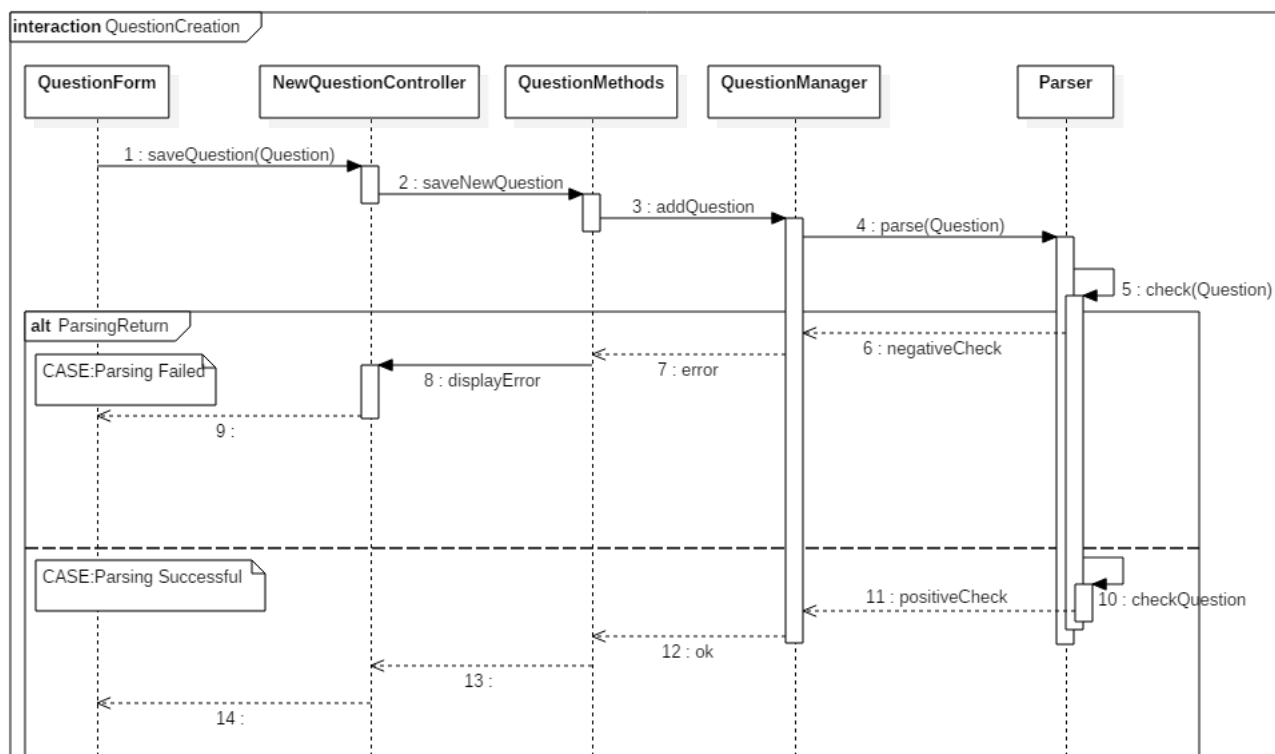 interaction QuestionCreation
QuestionForm
NewQuestionController
QuestionMethods
QuestionManager
Parser
1 : saveQuestion(Question)
2 : saveNewQuestion
3 : addQuestion
4 : parse(Question)
5 : check(Question)
alt ParsingReturn
6 : negativeCheck
CASE:Parsing Failed
7 : error
8 : displayError
9 :
CASE:Parsing Successful
10 : checkQuestion
11 : positiveCheck
12 : ok
13 :
14 :